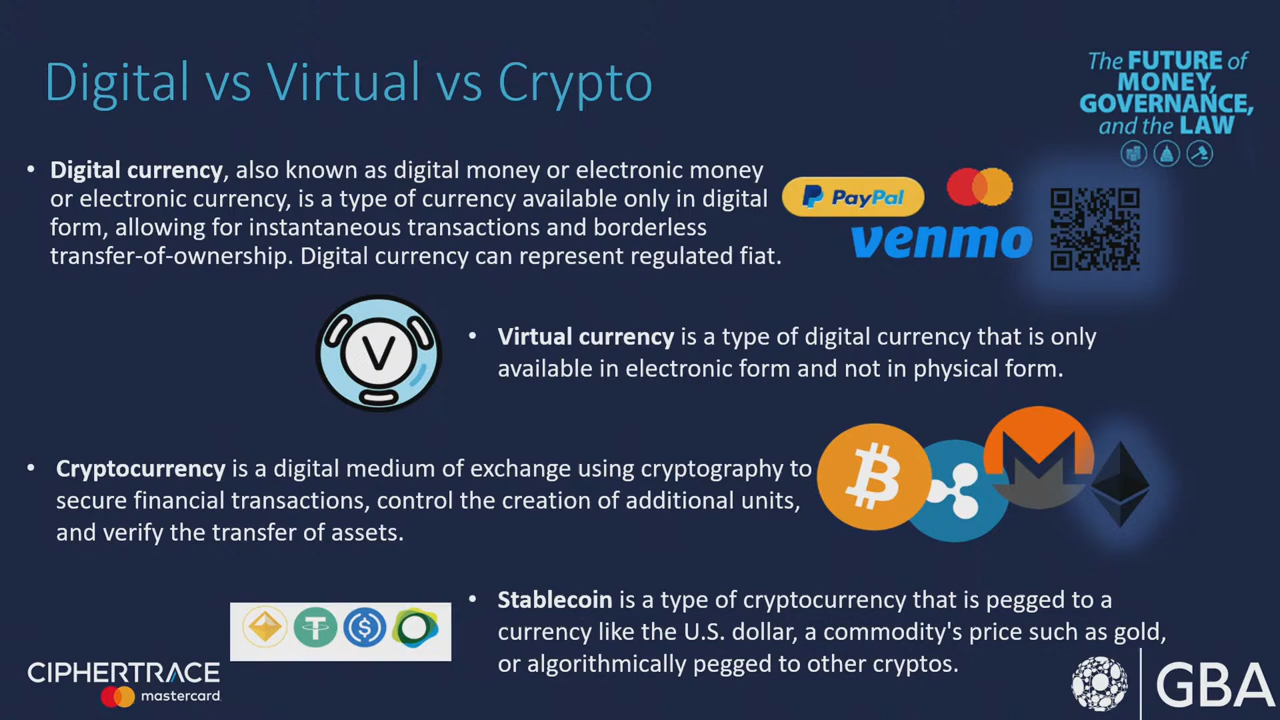 Digital vs Virtual vs Crypto
The FUTURE of
MONEY,
GOVERNANCE,
and the LAW
• Digital currency, also known as digital money or electronic money
or electronic currency, is a type of currency available only in digital
form, allowing for instantaneous transactions and borderless
transfer-of-ownership. Digital currency can represent regulated fiat.
PayPal
venmo
V
• Virtual currency is a type of digital currency that is only
available in electronic form and not in physical form.
• Cryptocurrency is a digital medium of exchange using cryptography to
secure financial transactions, control the creation of additional units,
and verify the transfer of assets.
• Stablecoin is a type of cryptocurrency that is pegged to a
currency like the U.S. dollar, a commodity's price such as gold,
or algorithmically pegged to other cryptos.
CIPHERTRACE
mastercard
GBA